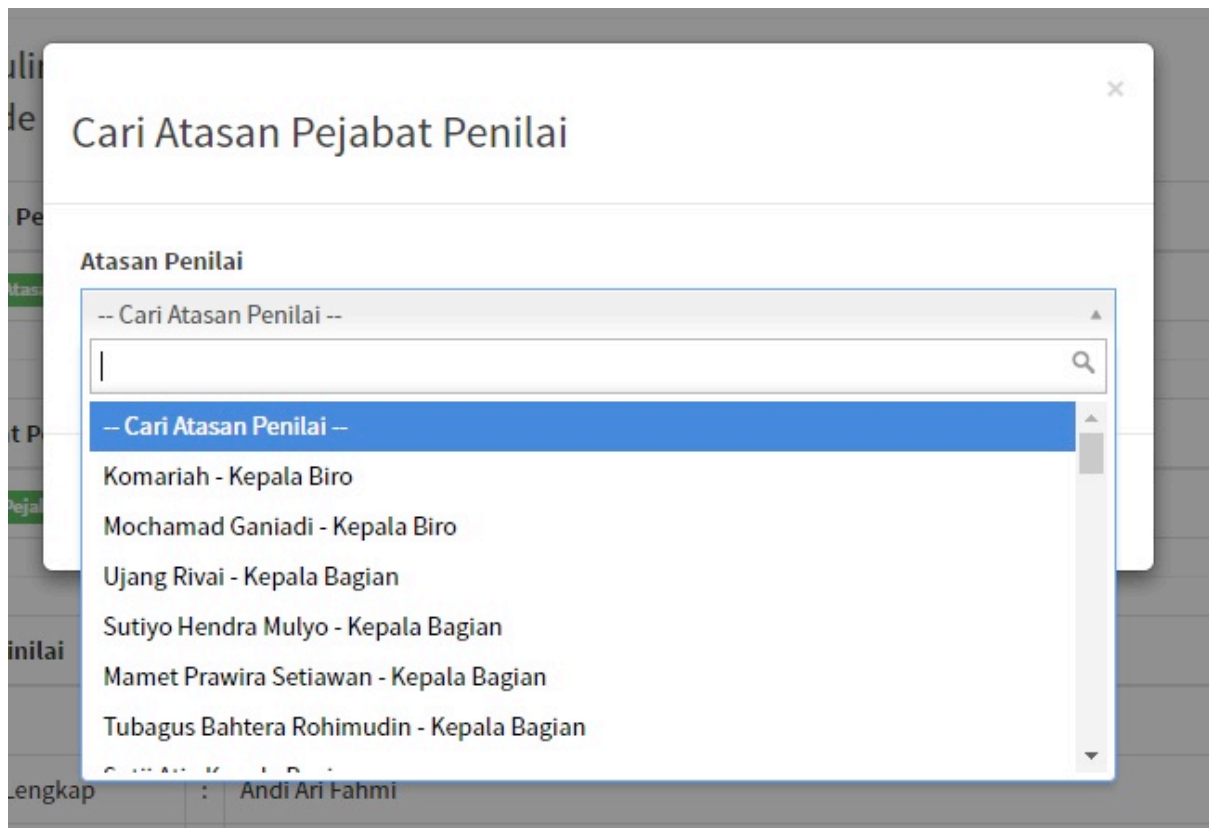 ×
Cari Atasan Pejabat Penilai
Atasan Penilai
-- Cari Atasan Penilai --
-- Cari Atasan Penilai --
Komariah - Kepala Biro
Mochamad Ganiadi - Kepala Biro
Ujang Rivai - Kepala Bagian
Sutiyo Hendra Mulyo - Kepala Bagian
Mamet Prawira Setiawan - Kepala Bagian
Tubagus Bahtera Rohimudin - Kepala Bagian
inilai
engkap : Andi Ari Fahmi